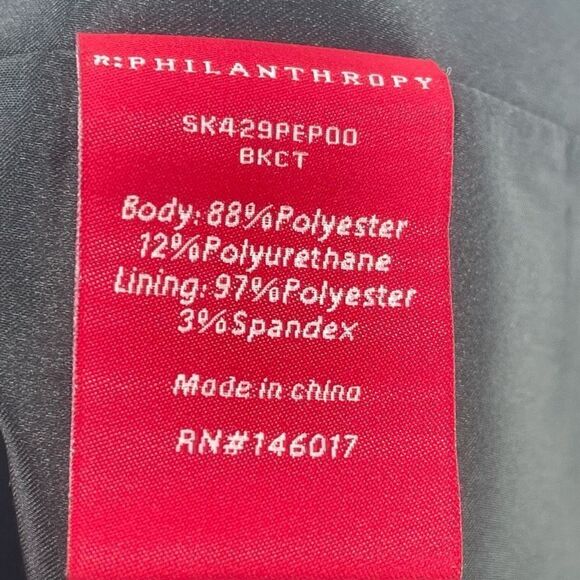 n:PHILANTHROPY
SK429PEP00
BKCT
Body: 88%Polyester
12%Polyurethane
Lining: 97%Polyester
3%Spandex
Made in china
RN#146017